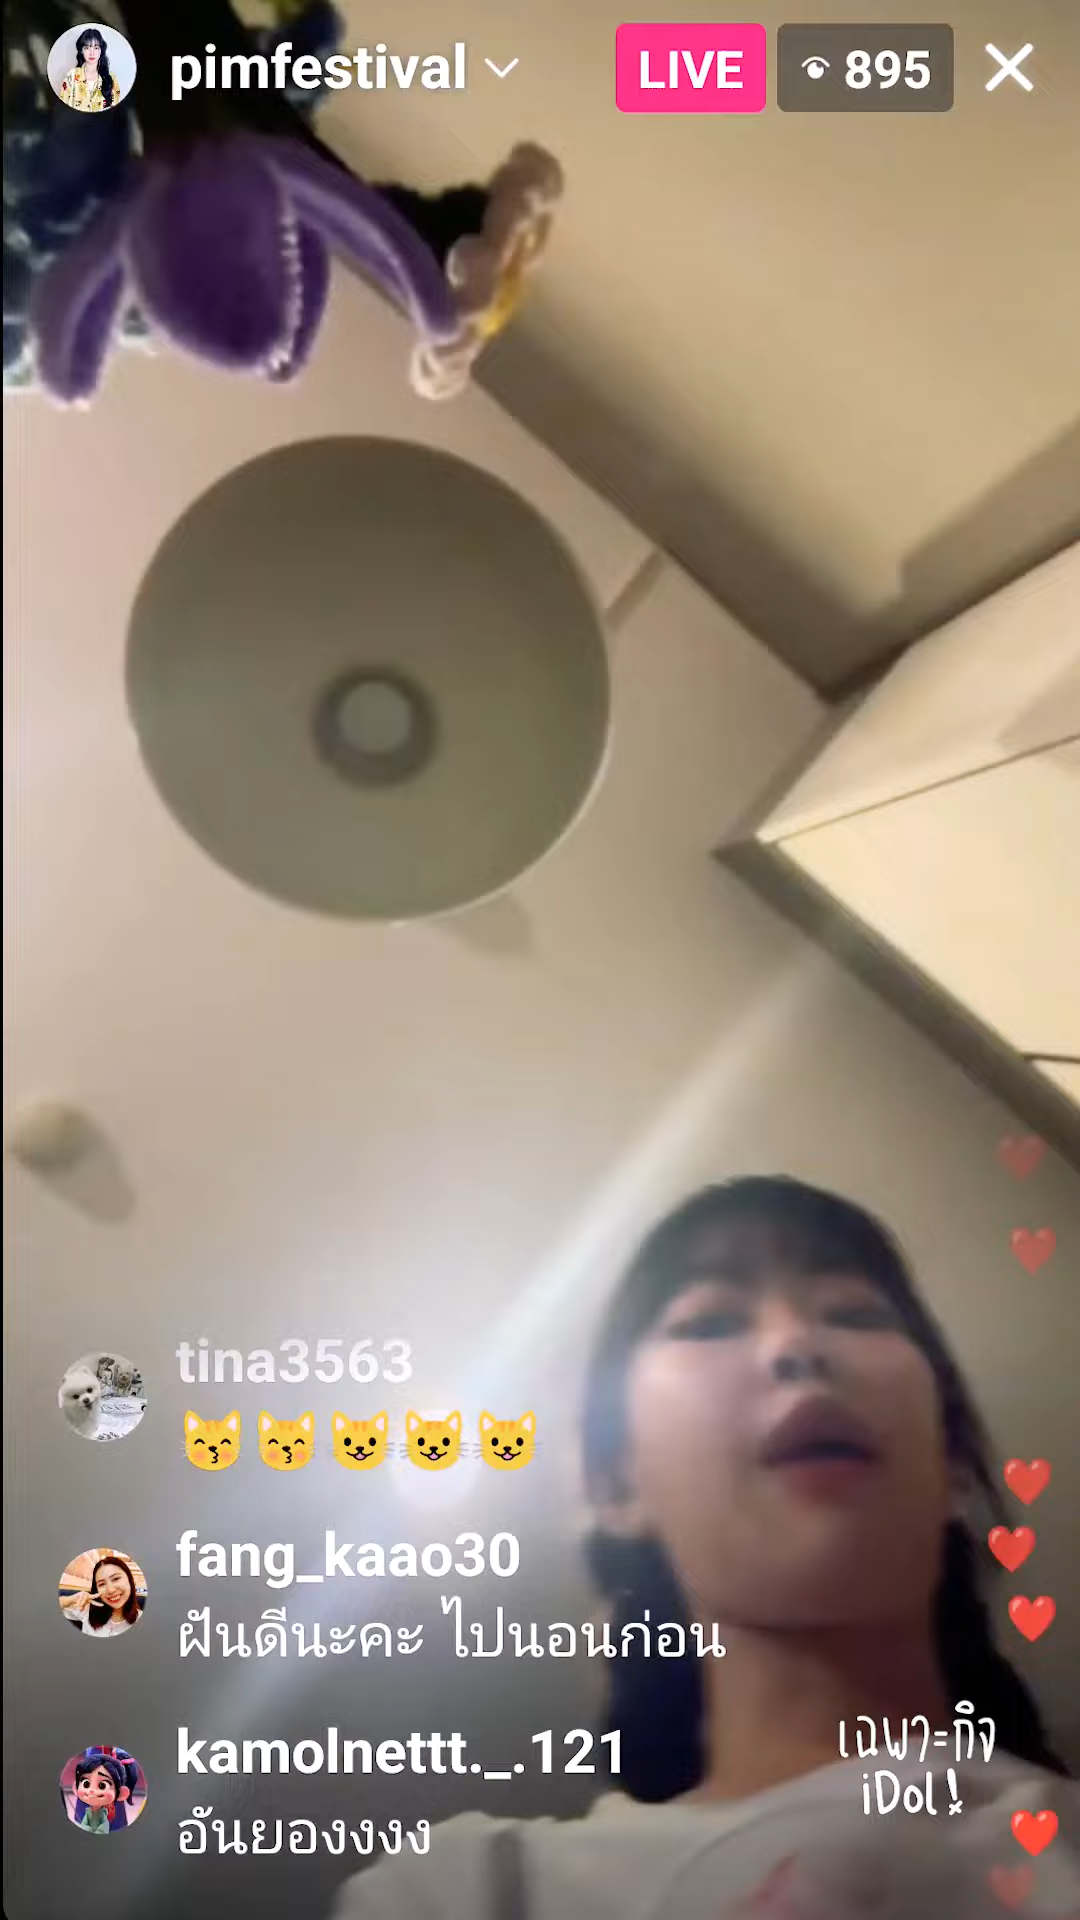 pimfestival
LIVE
895
tina3563
😽😽😺😺😺
fang_kaao30
ฝันดีนะคะ ไปนอนก่อน
kamolnettt._.121
อันยองงงง
เฉพาะกิจ
iDol!